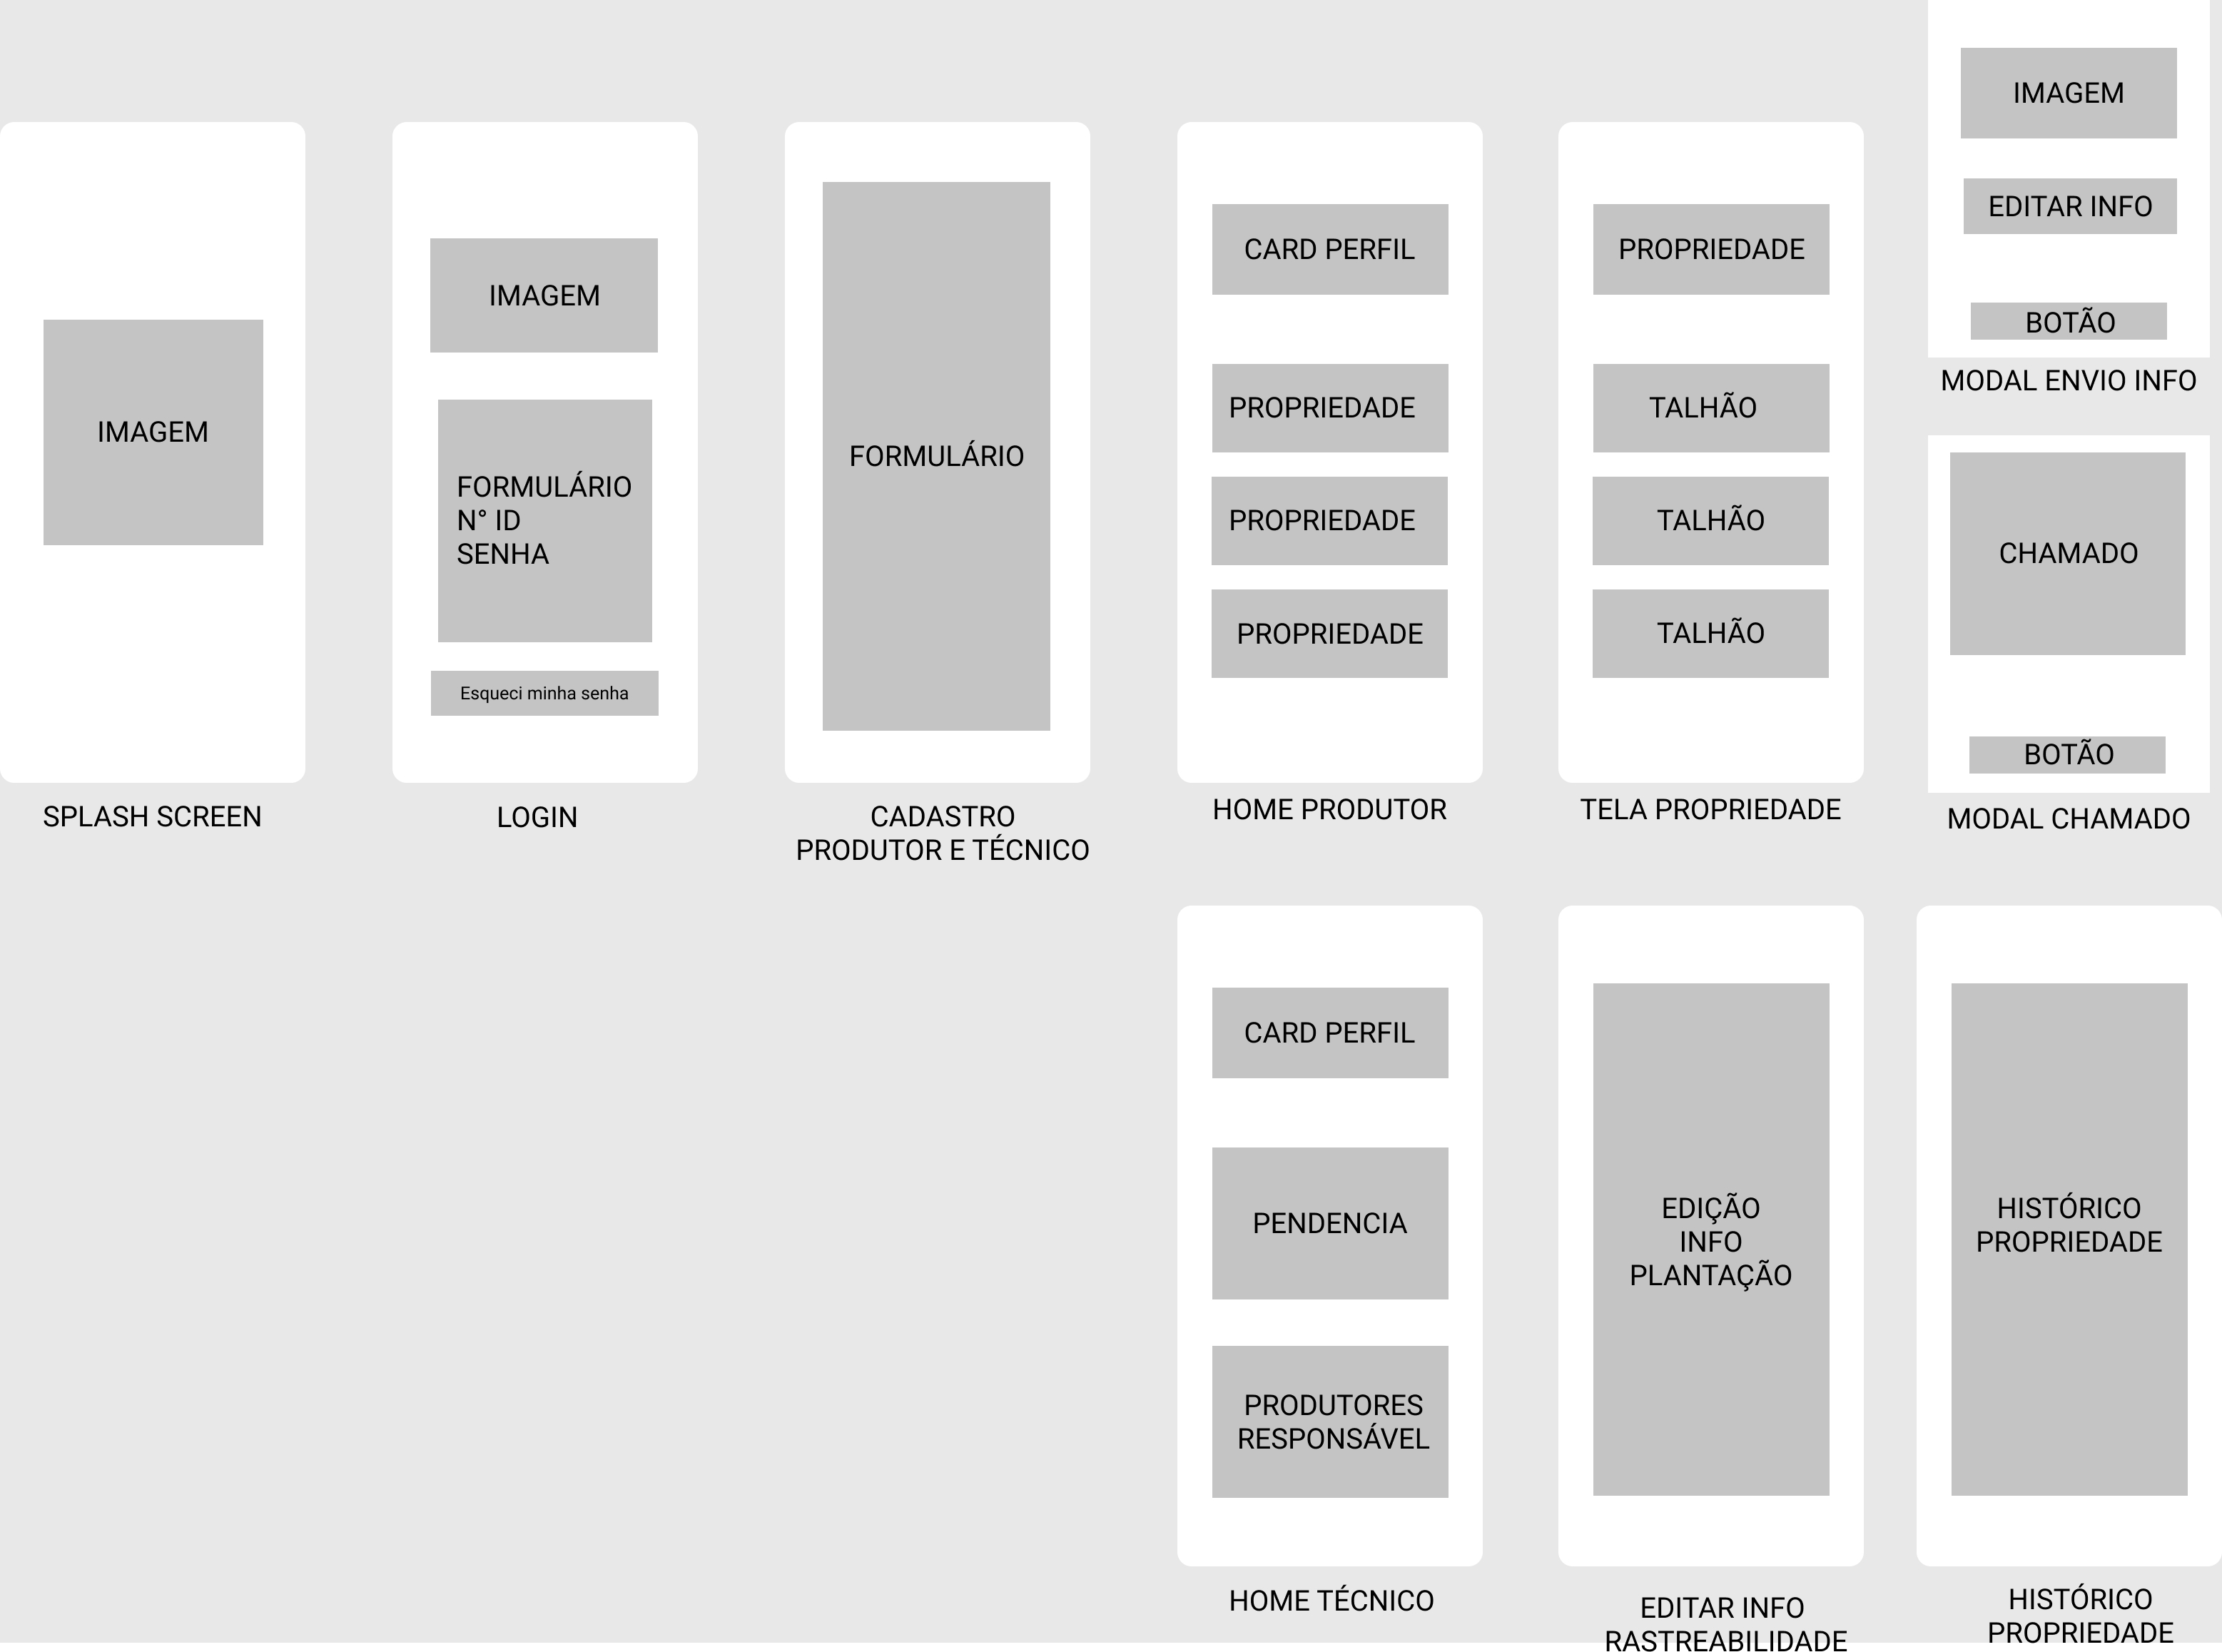 IMAGEM
SPLASH SCREEN
IMAGEM
FORMULÁRIO
N° ID
SENHA
Esqueci minha senha
LOGIN
FORMULÁRIO
CADASTRO
PRODUTOR E TÉCNICO
CARD PERFIL
PROPRIEDADE
PROPRIEDADE
PROPRIEDADE
HOME PRODUTOR
PROPRIEDADE
TALHÃO
TALHÃO
TALHÃO
TELA PROPRIEDADE
IMAGEM
EDITAR INFO
BOTÃO
MODAL ENVIO INFO
CHAMADO
BOTÃO
MODAL CHAMADO
CARD PERFIL
PENDENCIA
PRODUTORES
RESPONSÁVEL
HOME TÉCNICO
EDIÇÃO
INFO
PLANTAÇÃO
EDITAR INFO
RASTREABILIDADE
HISTÓRICO
PROPRIEDADE
HISTÓRICO
PROPRIEDADE